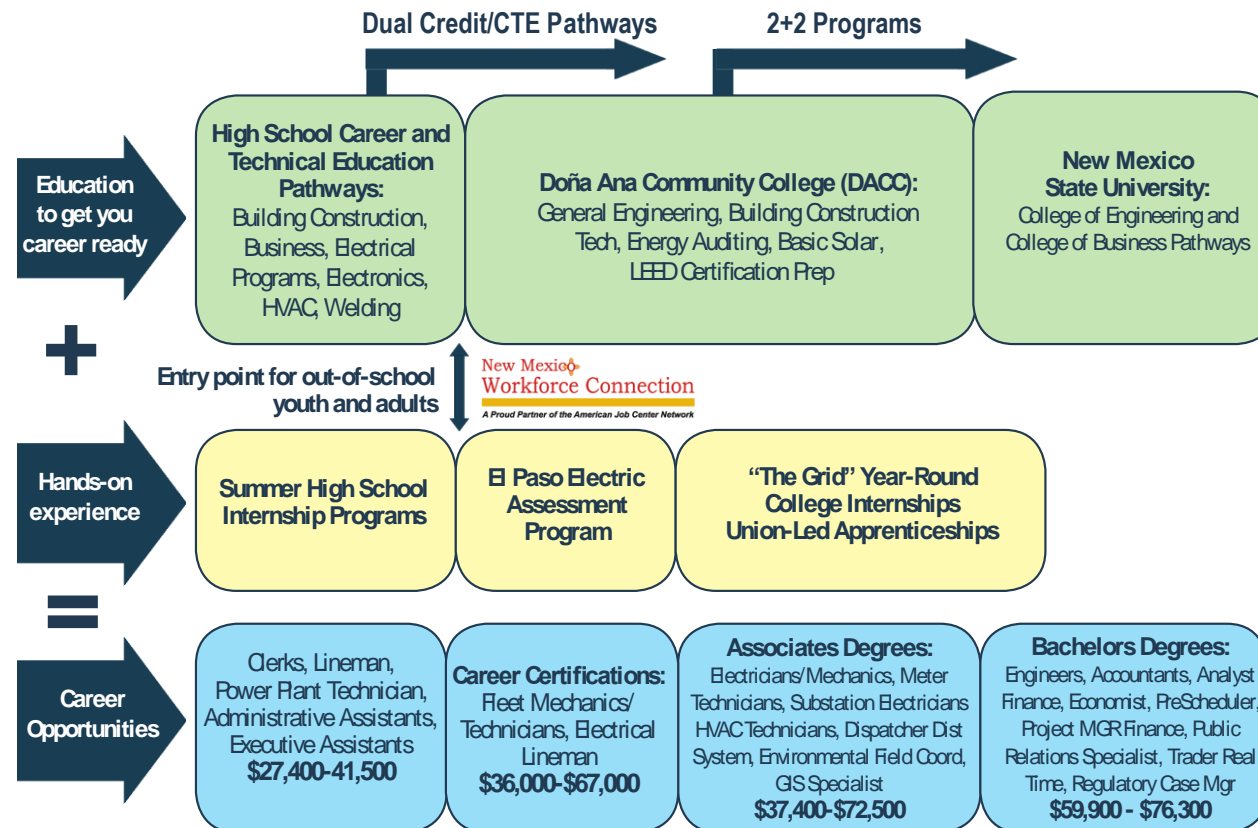 Dual Credit/CTE Pathways
2+2 Programs
Education
to get you
career ready
High School Career and
Technical Education
Pathways:
Building Construction,
Business, Electrical
Programs, Electronics,
HVAC, Welding
Doña Ana Community College (DACC):
General Engineering, Building Construction
Tech, Energy Auditing, Basic Solar,
LEED Certification Prep
New Mexico
State University:
College of Engineering and
College of Business Pathways
+
Entry point for out-of-school
youth and adults
New Mexico
Workforce Connection
A Proud Partner of the American Job Center Network
Hands-on
experience
Summer High School
Internship Programs
El Paso Electric
Assessment
Program
“The Grid” Year-Round
College Internships
Union-Led Apprenticeships
=
Career
Opportunities
Clerks, Lineman,
Power Plant Technician,
Administrative Assistants,
Executive Assistants
$27,400-41,500
Career Certifications:
Fleet Mechanics/
Technicians, Electrical
Lineman
$36,000-$67,000
Associates Degrees:
Electricians/Mechanics, Meter
Technicians, Substation Electricians
HVAC Technicians, Dispatcher Dist
System, Environmental Field Coord,
GIS Specialist
$37,400-$72,500
Bachelors Degrees:
Engineers, Accountants, Analyst
Finance, Economist, PreScheduler,
Project MGR Finance, Public
Relations Specialist, Trader Real
Time, Regulatory Case Mgr
$59,900 - $76,300